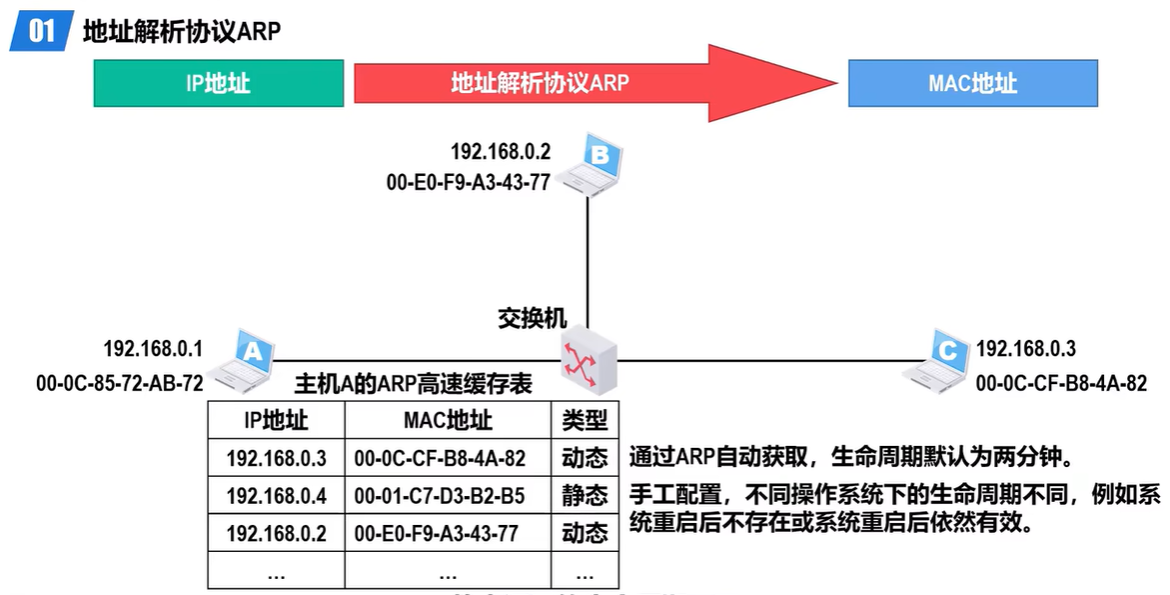 01 地址解析协议ARP
IP地址 地址解析协议ARP MAC地址
192.168.0.2
00-E0-F9-A3-43-77
B
交换机
192.168.0.1
00-0C-85-72-AB-72
A
C
192.168.0.3
00-0C-CF-B8-4A-82
主机A的ARP高速缓存表
IP地址 MAC地址 类型
192.168.0.3 00-0C-CF-B8-4A-82 动态 通过ARP自动获取，生命周期默认为两分钟。
192.168.0.4 00-01-C7-D3-B2-B5 静态 手工配置，不同操作系统下的生命周期不同，例如系
统重启后不存在或系统重启后依然有效。
192.168.0.2 00-E0-F9-A3-43-77 动态
... ... ...